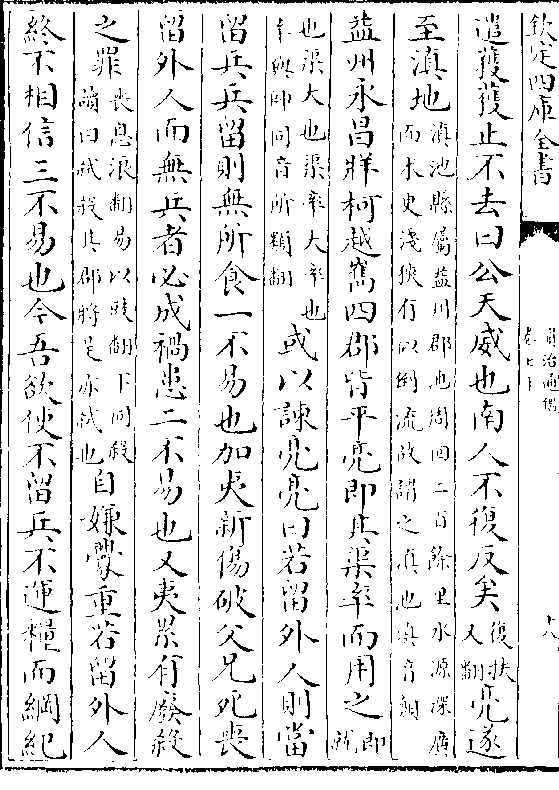 欽定四庫全書
資治通鑑
卷七十
十八
遣獲獲止不去曰公天威也南人不復反矣復扶又翻亮遂
至滇地滇池縣屬益州郡池周回二百餘里水源深廣而末更淺狹有似倒流故謂之滇池滇音顛
益州永昌牂柯越巂四郡皆平亮即其渠率而用之即就
也渠大也渠率大率也率與帥同音所類翻或以諫亮亮曰若留外人則當
留兵兵留則無所食一不易也加夷新傷破父兄死喪
留外人而無兵者必成禍患二不易也又夷累有廢殺
之罪喪息浪翻易以豉翻下同殺讀曰弑殺其郡將是亦弑也自嫌釁重若留外人
終不相信三不易也今吾欲使不留兵不運糧而綱紀